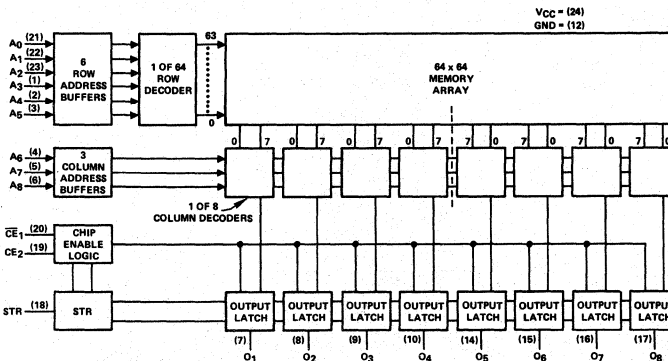 VCC = (24)
GND = (12)
A0 (21)
A1 (22)
A2 (23)
A3 (1)
A4 (2)
A5 (3)
6
ROW
ADDRESS
BUFFERS
1 OF 64
ROW
DECODER
63
0
64 x 64
MEMORY
ARRAY
0 7 0 7 0 7 0 7 7 0 7 0 7 0 7 0
A6 (4)
A7 (5)
A8 (6)
3
COLUMN
ADDRESS
BUFFERS
1 OF 8
COLUMN DECODERS
CE1 (20)
CE2 (19)
CHIP
ENABLE
LOGIC
STR (18)
STR
OUTPUT LATCH
OUTPUT LATCH
OUTPUT LATCH
OUTPUT LATCH
OUTPUT LATCH
OUTPUT LATCH
OUTPUT LATCH
OUTPUT LATCH
(7) (8) (9) (10) (14) (15) (16) (17)
O1 O2 O3 O4 O5 O6 O7 O8